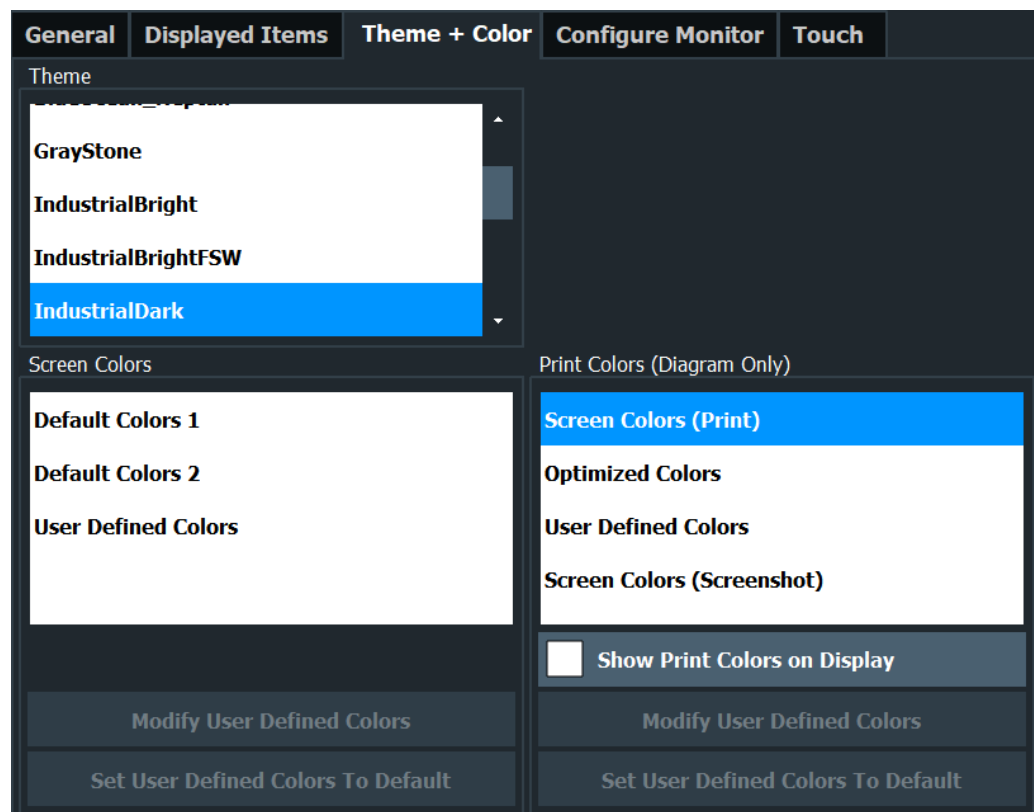 General
Displayed Items
Theme + Color
Configure Monitor
Touch
Theme
GrayStone
IndustrialBright
IndustrialBrightFSW
IndustrialDark
Screen Colors
Default Colors 1
Default Colors 2
User Defined Colors
Modify User Defined Colors
Set User Defined Colors To Default
Print Colors (Diagram Only)
Screen Colors (Print)
Optimized Colors
User Defined Colors
Screen Colors (Screenshot)
Show Print Colors on Display
Modify User Defined Colors
Set User Defined Colors To Default